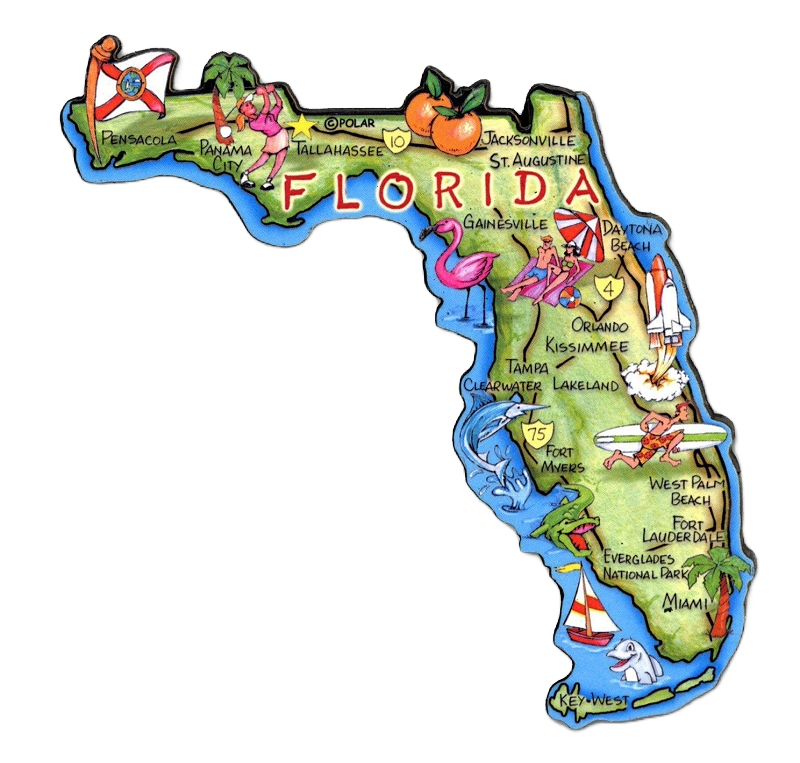 ©POLAR
PENSACOLA
PANAMA
CITY
TALLAHASSEE
10
JACKSONVILLE
ST. AUGUSTINE
FLORIDA
GAINESVILLE
DAYTONA
BEACH
4
ORLANDO
KISSIMMEE
TAMPA
CLEARWATER
LAKELAND
75
FORT
MYERS
WEST PALM
BEACH
FORT
LAUDERDALE
EVERGLADES
NATIONAL PARK
MIAMI
KEY WEST